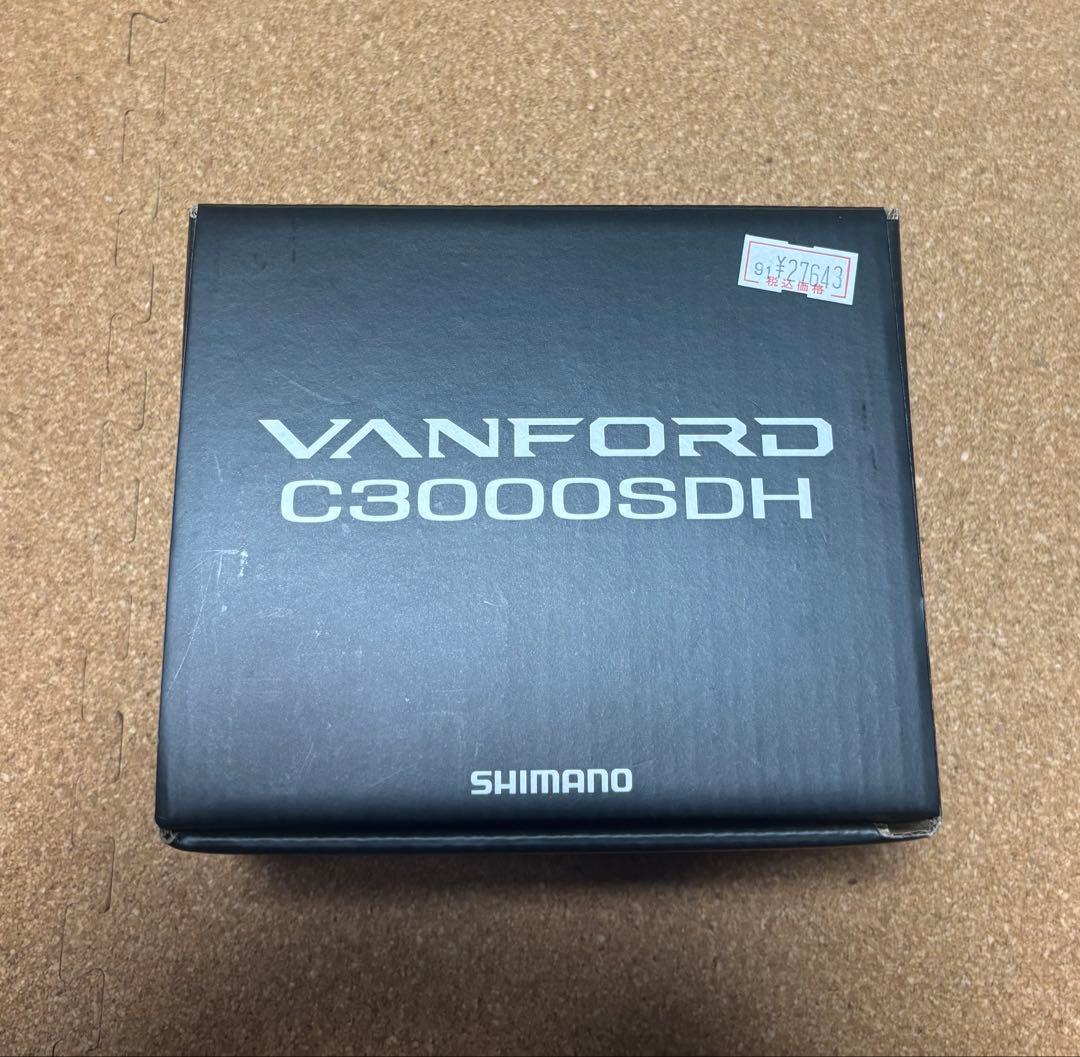 91 ¥27643
税込価格
VANFORD
C3000SDH
SHIMANO